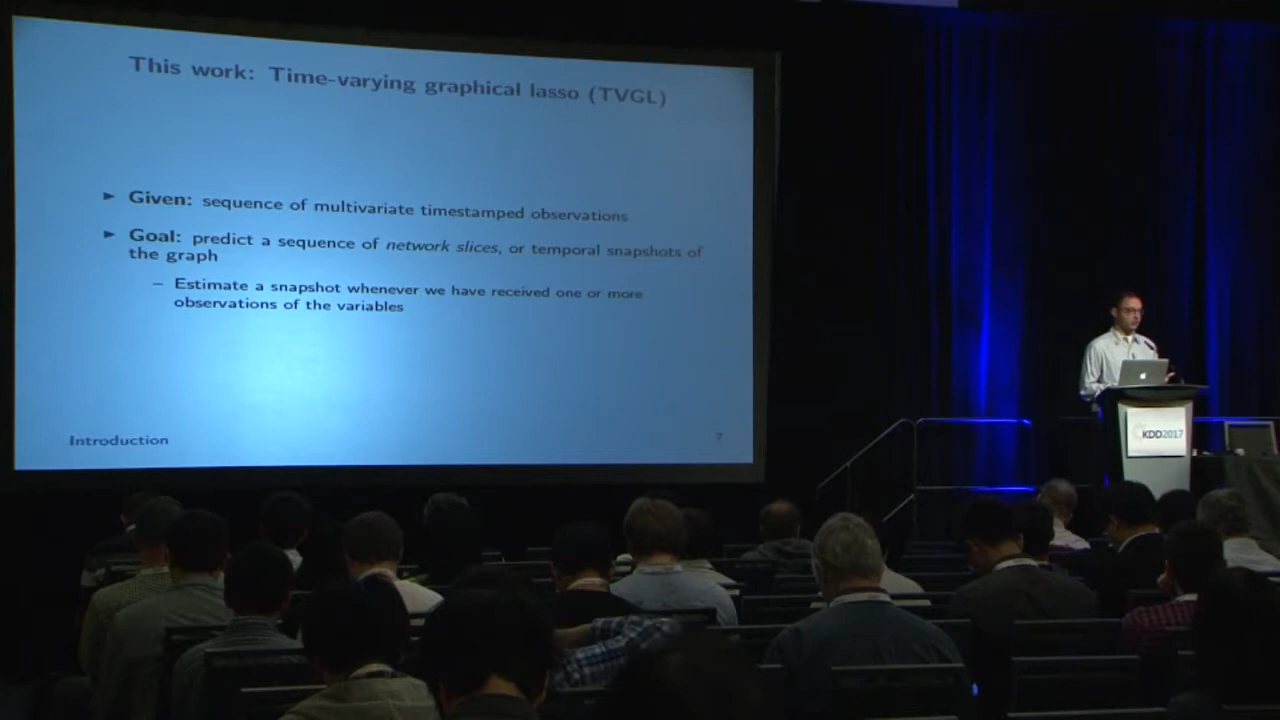 This work: Time-varying graphical lasso (TVGL)
► Given: sequence of multivariate timestamped observations
► Goal: predict a sequence of network slices, or temporal snapshots of
the graph
– Estimate a snapshot whenever we have received one or more
observations of the variables
Introduction
7
KDD2017